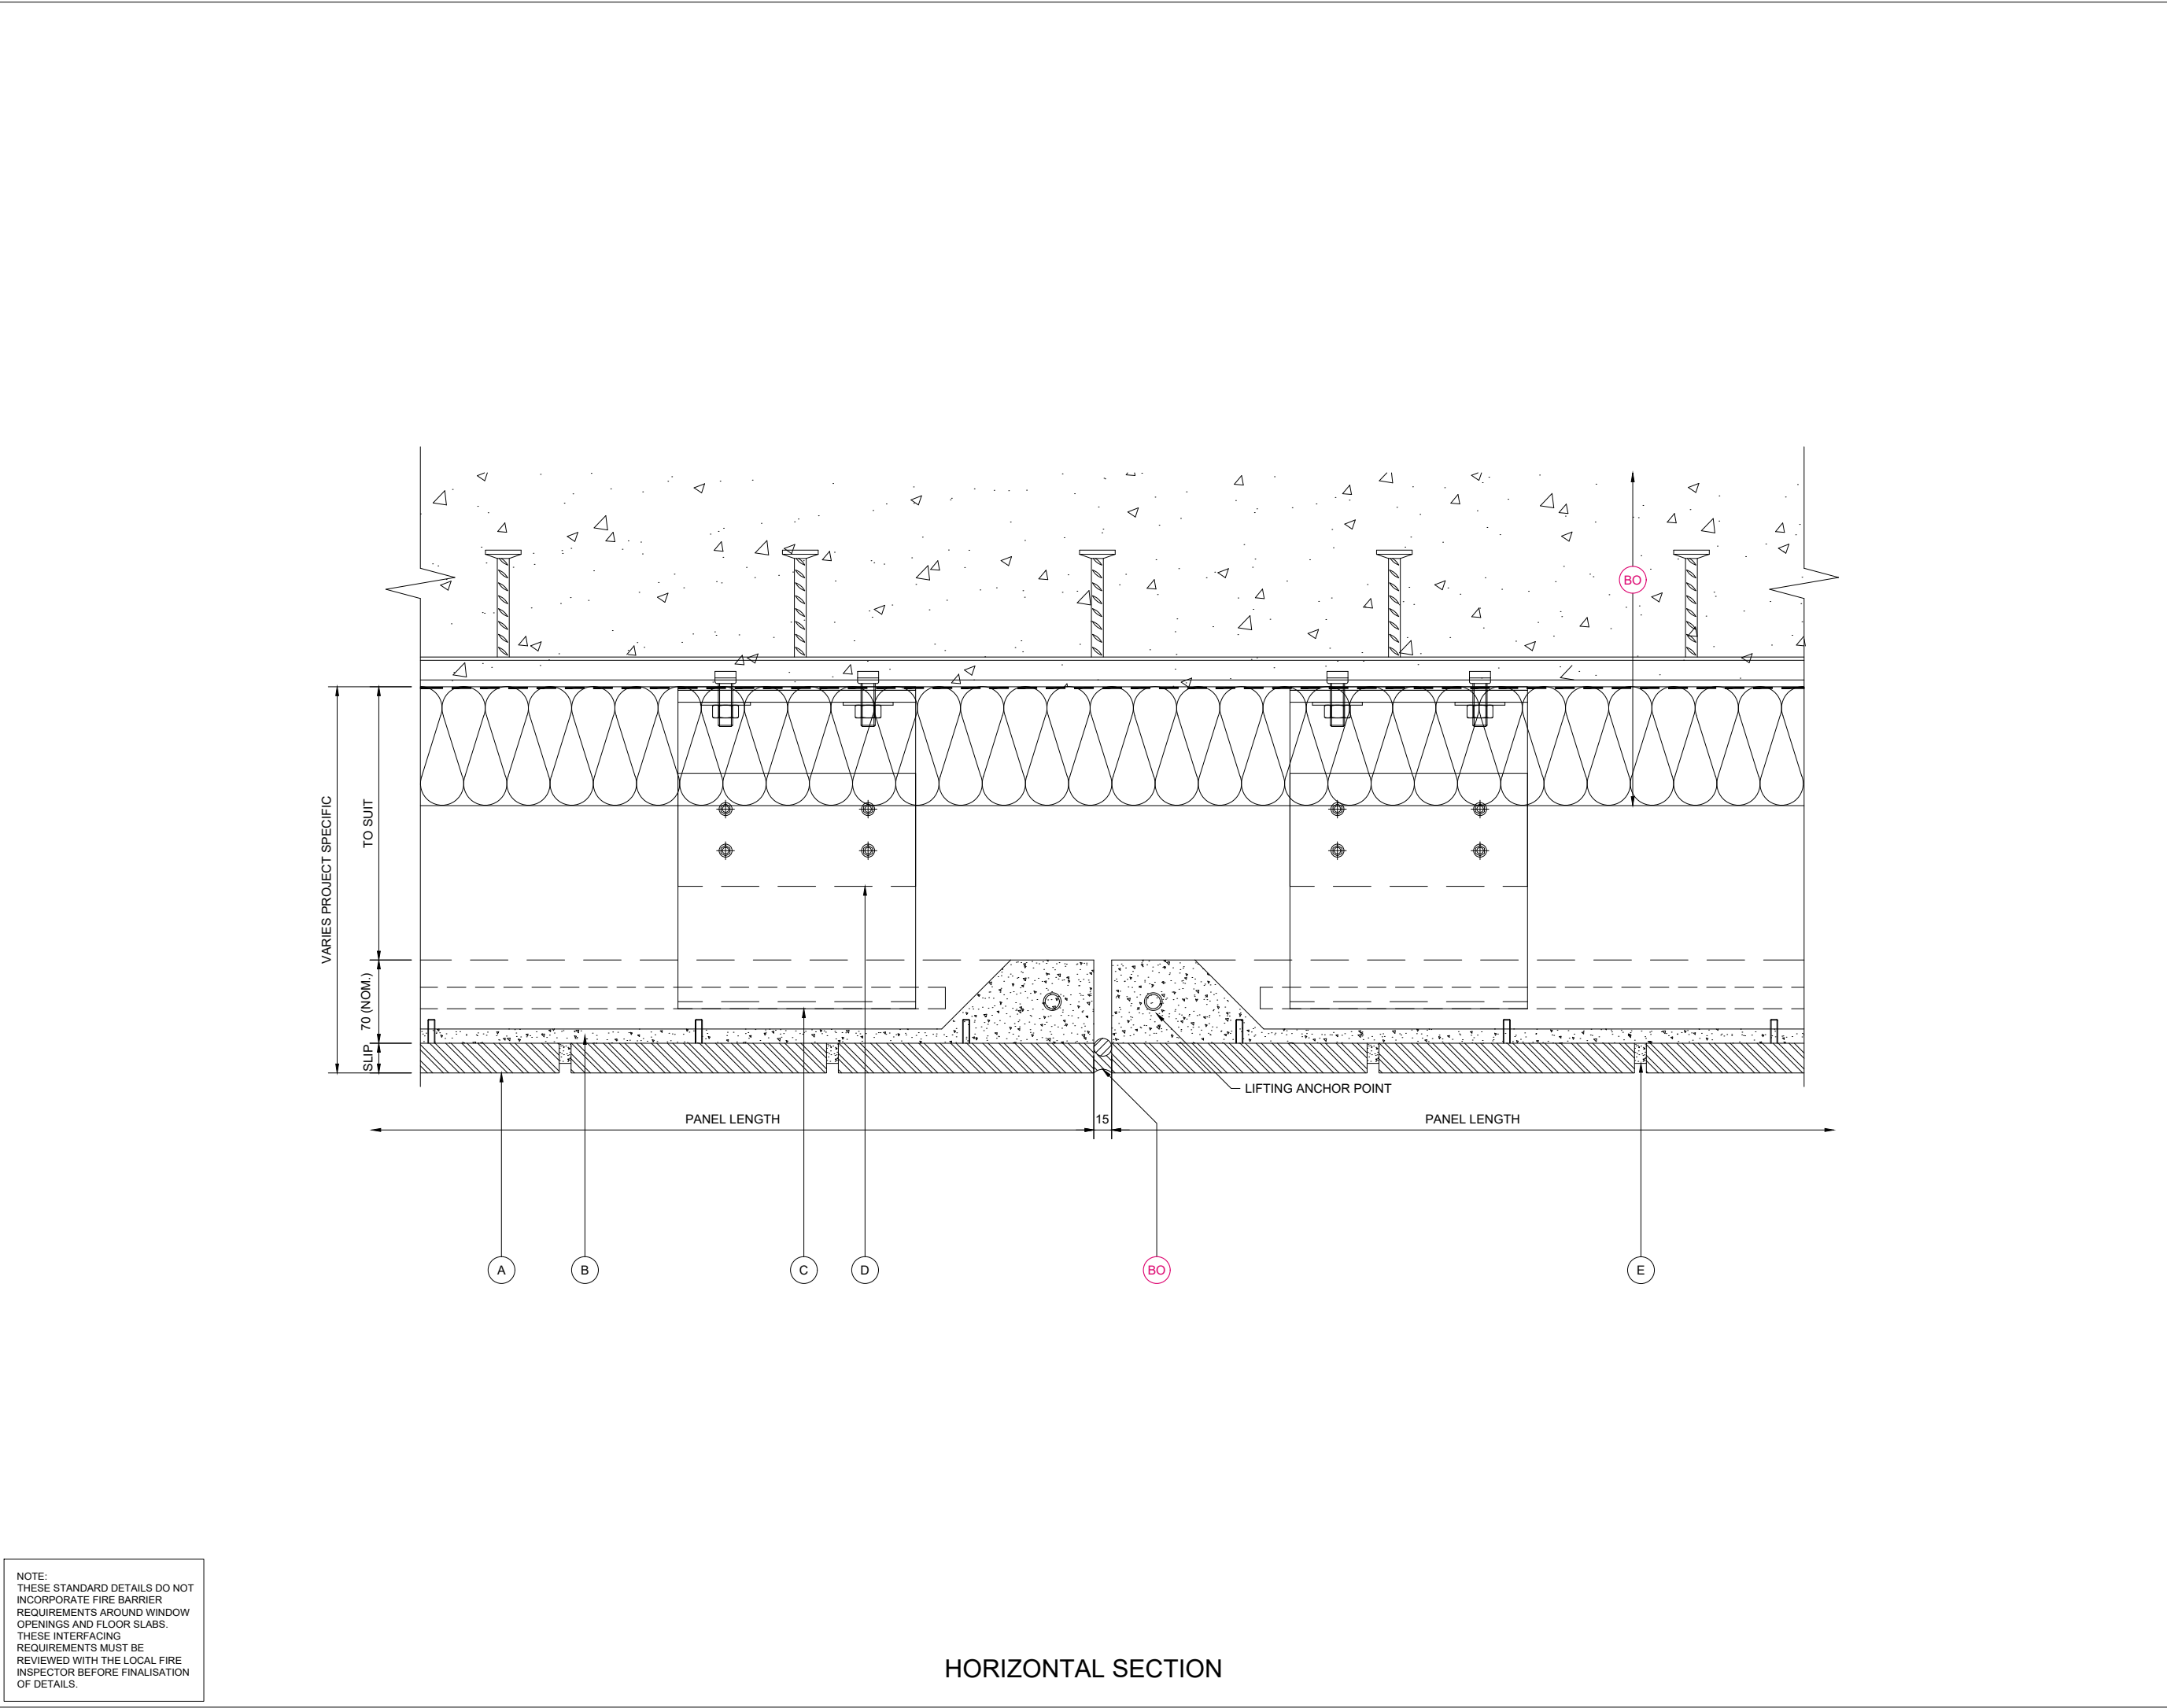 BO
VARIES PROJECT SPECIFIC
TO SUIT
70 (NOM.)
SLIP
LIFTING ANCHOR POINT
PANEL LENGTH
15
PANEL LENGTH
A
B
C
D
BO
E
NOTE:
THESE STANDARD DETAILS DO NOT
INCORPORATE FIRE BARRIER
REQUIREMENTS AROUND WINDOW
OPENINGS AND FLOOR SLABS.
THESE INTERFACING
REQUIREMENTS MUST BE
REVIEWED WITH THE LOCAL FIRE
INSPECTOR BEFORE FINALISATION
OF DETAILS.
HORIZONTAL SECTION